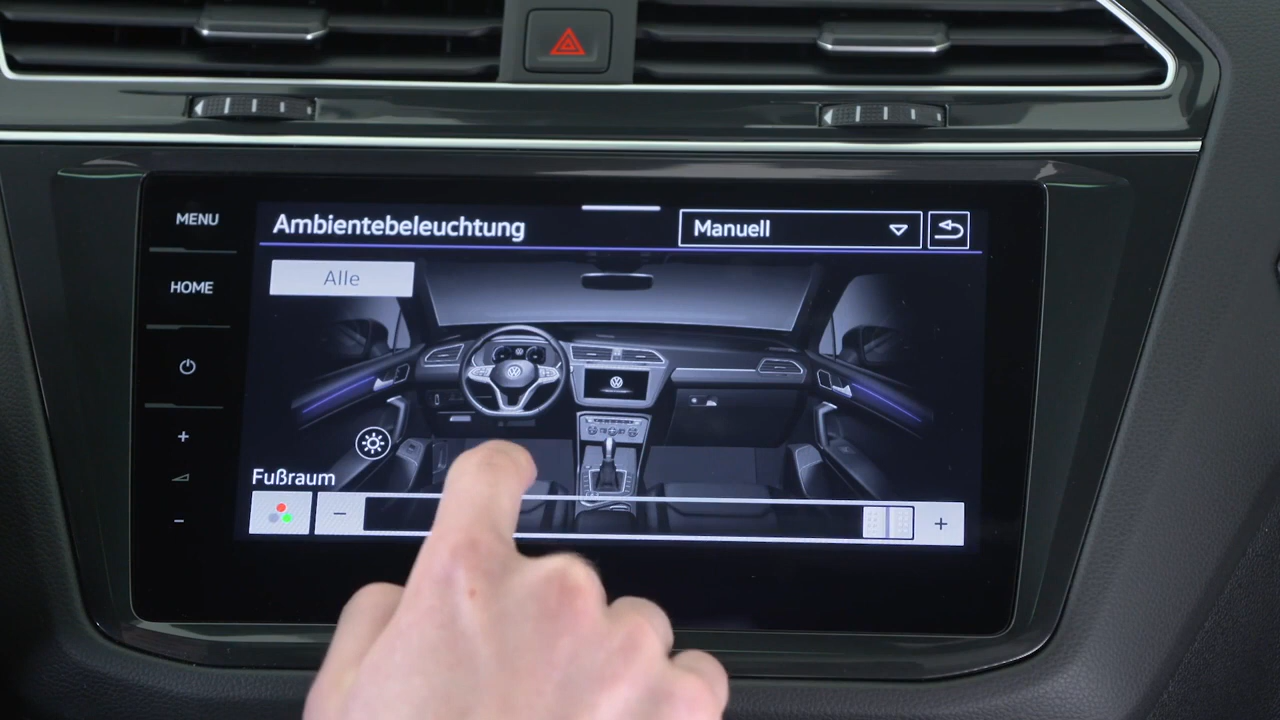 MENU
Ambientebeleuchtung
Manuell
HOME
Alle
+
Fußraum
−
−
+